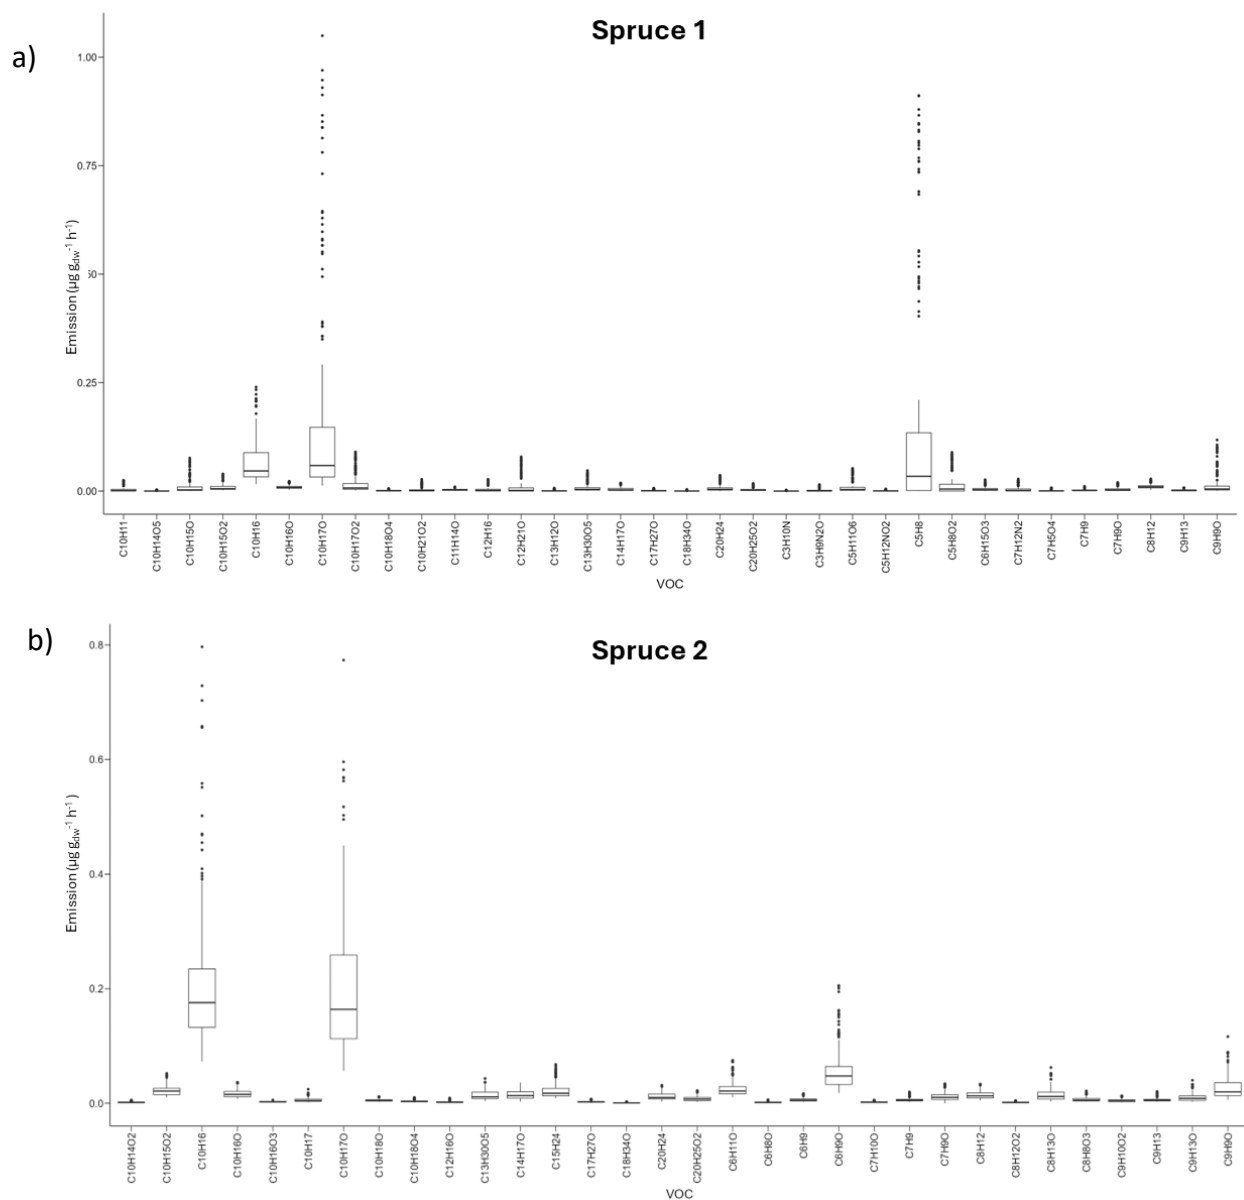 Spruce 1
a)
1.00
0.75
50
0.25
0.00
Emission (µg gdw⁻¹ h⁻¹)
C10H11
C10H14O5
C10H15O
C10H15O2
C10H16
C10H16O
C10H17O
C10H17O2
C10H18O4
C10H21O2
C11H14O
C12H16
C12H21O
C13H12O
C13H30O5
C14H17O
C17H27O
C18H34O
C20H24
C20H25O2
C3H10N
C3H9N2O
C5H11O6
C5H12NO2
C5H8
C5H8O2
C6H15O3
C7H12N2
C7H5O4
C7H9
C7H9O
C8H12
C9H13
C9H9O
VOC
b)
Spruce 2
0.8
0.6
0.4
0.2
0.0
Emission (µg gdw⁻¹ h⁻¹)
C10H14O2
C10H15O2
C10H16
C10H16O
C10H16O3
C10H17
C10H17O
C10H18O
C10H18O4
C12H16O
C13H30O5
C14H17O
C15H24
C17H27O
C18H34O
C20H24
C20H25O2
C6H11O
C6H8O
C6H9
C6H9O
C7H10O
C7H9
C7H9O
C8H12
C8H12O2
C8H13O
C8H8O3
C9H10O2
C9H13
C9H13O
C9H9O
VOC